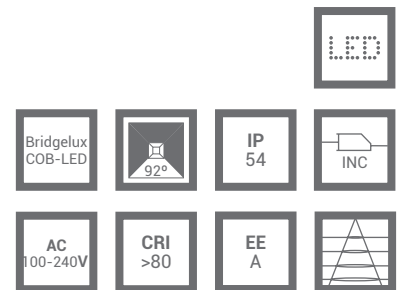 LED
Bridgelux
COB-LED
92º
IP
54
INC
AC
100-240V
CRI
>80
EE
A